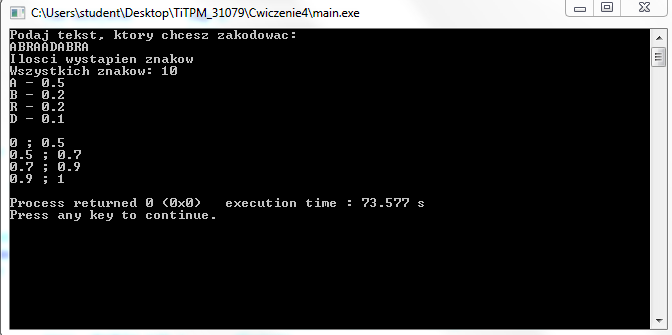 C:\Users\student\Desktop\TiTPM_31079\Cwiczenie4\main.exe
Podaj tekst, ktory chcesz zakodowac:
ABRAADABRA
Ilosci wystapien znakow
Wszystkich znakow: 10
A - 0.5
B - 0.2
R - 0.2
D - 0.1
0 ; 0.5
0.5 ; 0.7
0.7 ; 0.9
0.9 ; 1
Process returned 0 (0x0)   execution time : 73.577 s
Press any key to continue.